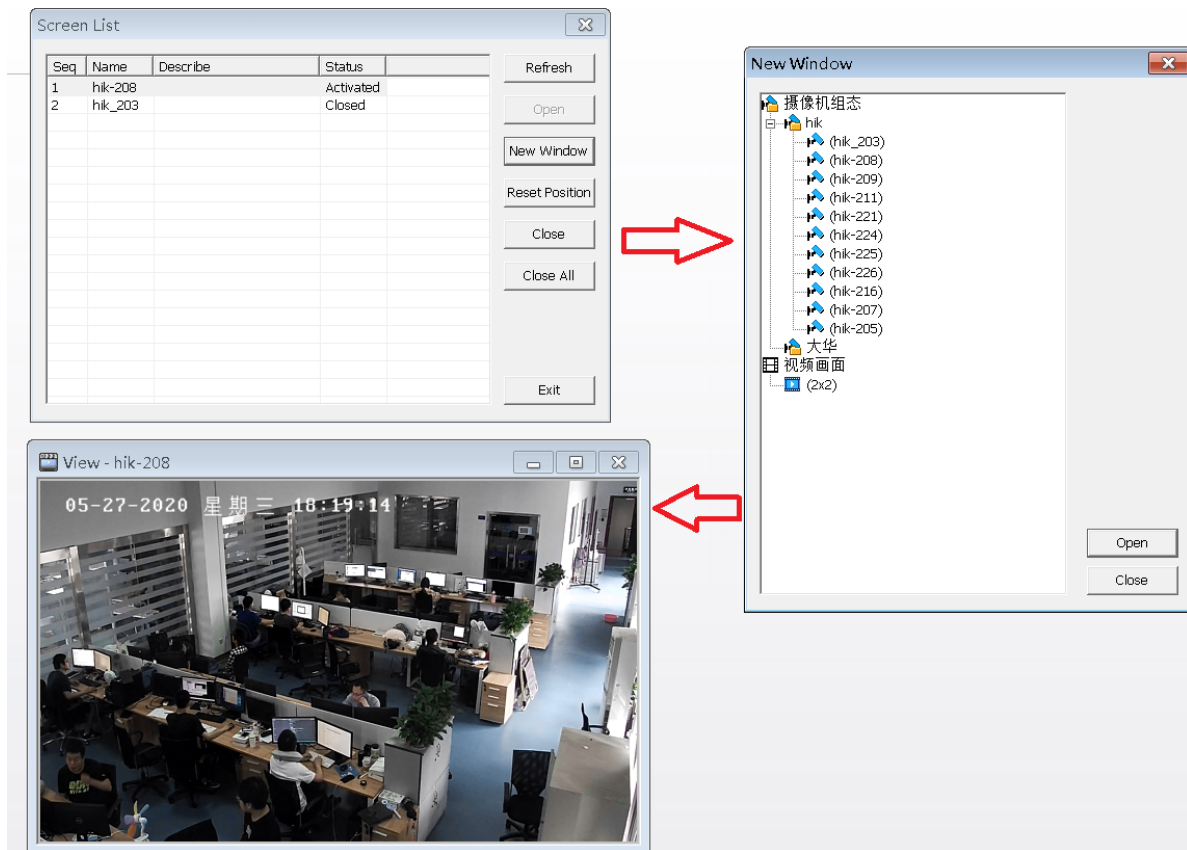 Screen List
Seq Name Describe Status
1 hik-208 Activated
2 hik_203 Closed
Refresh
Open
New Window
Reset Position
Close
Close All
Exit
New Window
摄像机组态
hik
(hik_203)
(hik-208)
(hik-209)
(hik-211)
(hik-221)
(hik-224)
(hik-225)
(hik-226)
(hik-216)
(hik-207)
(hik-205)
大华
视频画面
(2x2)
Open
Close
View - hik-208
05-27-2020 星期三 18:19:14